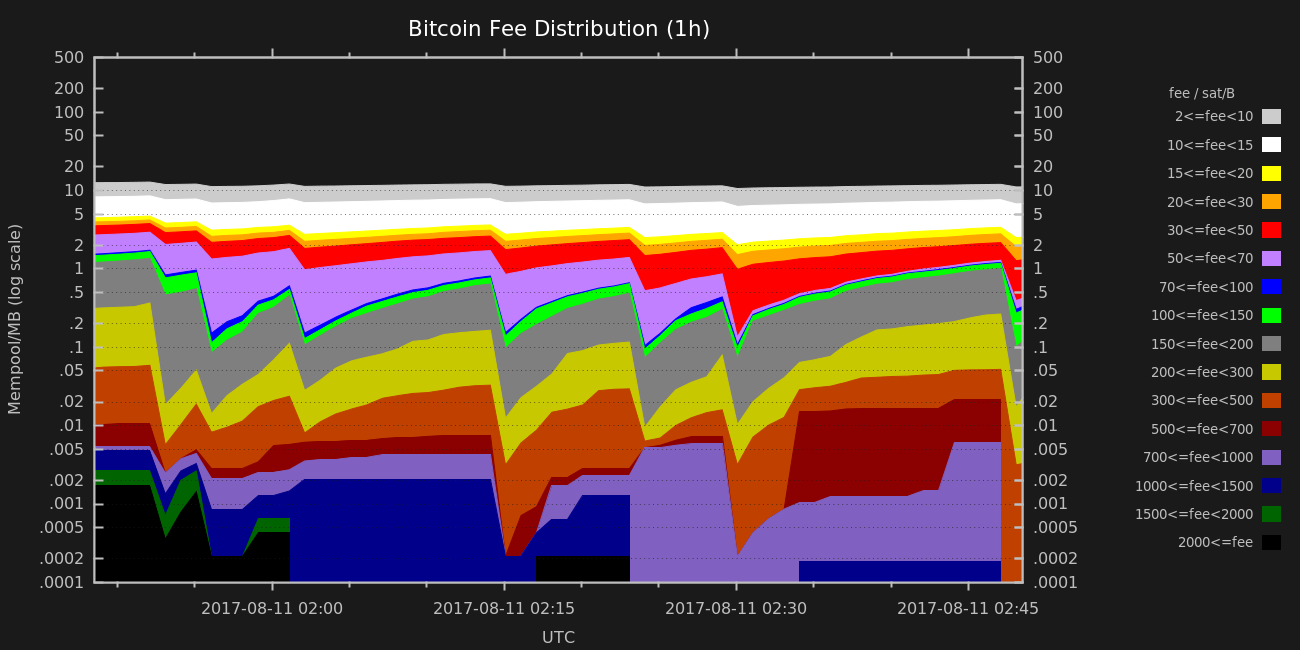 Bitcoin Fee Distribution (1h)
500
200
100
50
20
10
5
2
1
.5
.2
.1
.05
.02
.01
.005
.002
.001
.0005
.0002
.0001
Mempool/MB (log scale)
500
200
100
50
20
10
5
2
1
.5
.2
.1
.05
.02
.01
.005
.002
.001
.0005
.0002
.0001
2017-08-11 02:00
2017-08-11 02:15
2017-08-11 02:30
2017-08-11 02:45
UTC
fee / sat/B
2<=fee<10
10<=fee<15
15<=fee<20
20<=fee<30
30<=fee<50
50<=fee<70
70<=fee<100
100<=fee<150
150<=fee<200
200<=fee<300
300<=fee<500
500<=fee<700
700<=fee<1000
1000<=fee<1500
1500<=fee<2000
2000<=fee